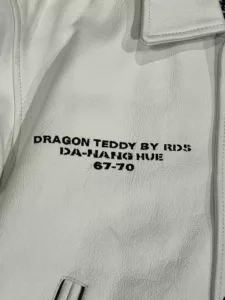 DRAGON TEDDY BY RDS
DA-NANG HUE
67-70